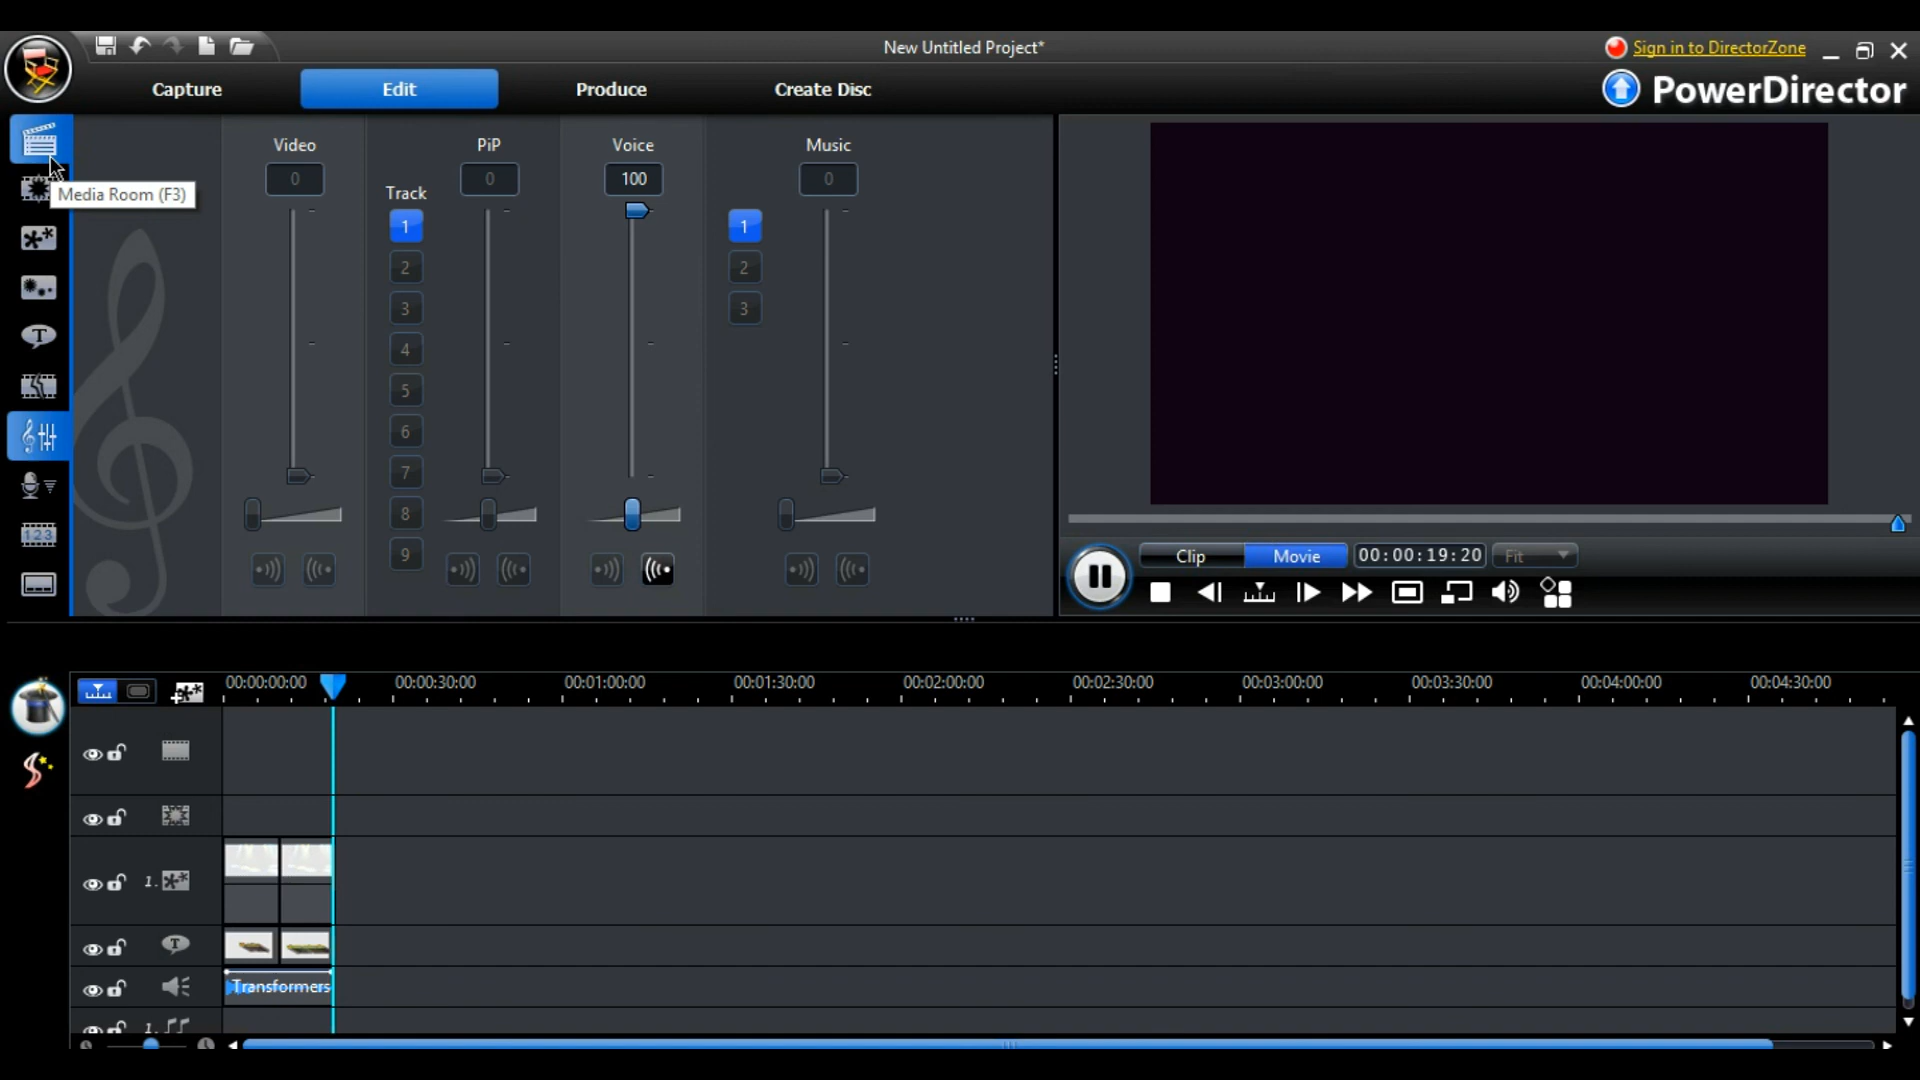 New Untitled Project*
Sign in to DirectorZone
Capture
Edit
Produce
Create Disc
PowerDirector
Media Room (F3)
Video
PiP
Voice
Music
0
0
100
0
Track
1
2
3
4
5
6
7
8
9
1
2
3
Clip
Movie
00:00:19:20
Fit
1 2 3
00:00:00:00
00:00:30:00
00:01:00:00
00:01:30:00
00:02:00:00
00:02:30:00
00:03:00:00
00:03:30:00
00:04:00:00
00:04:30:00
1.
T
Transformers
1.